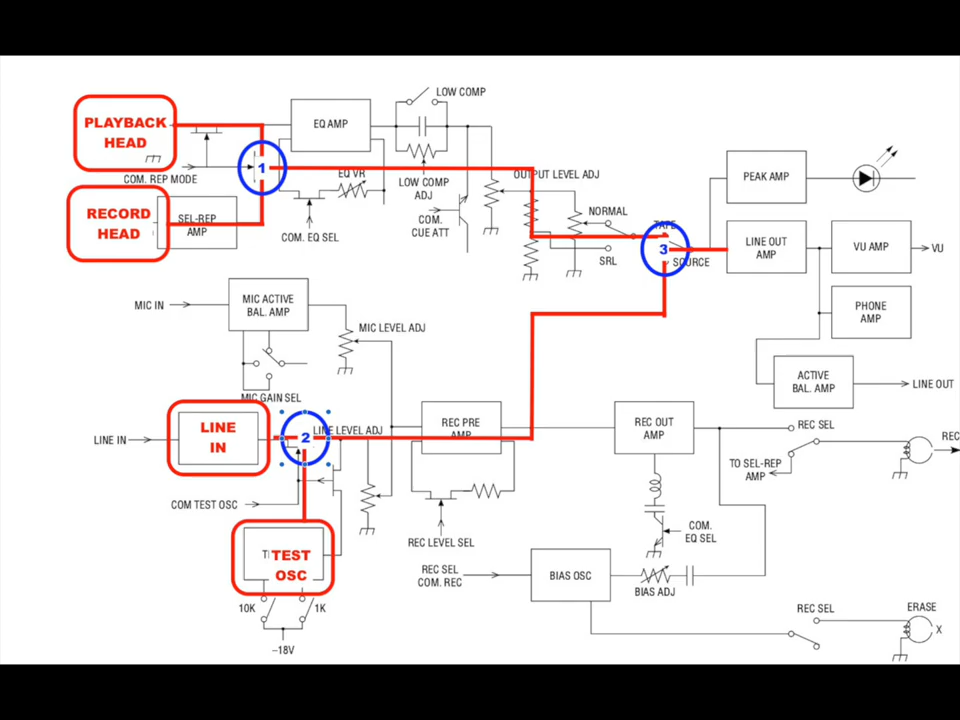 LOW COMP
PLAYBACK
HEAD
EQ AMP
COM. REP MODE
1
EQ VR
LOW COMP
ADJ
OUTPUT LEVEL ADJ
PEAK AMP
RECORD
HEAD
SEL-REP
AMP
COM. EQ SEL
COM.
CUE ATT
NORMAL
TAPE
3
SOURCE
SRL
LINE OUT
AMP
VU AMP
VU
MIC IN
MIC ACTIVE
BAL. AMP
MIC LEVEL ADJ
PHONE
AMP
MIC GAIN SEL
ACTIVE
BAL. AMP
LINE OUT
LINE IN
LINE
IN
2
LINE LEVEL ADJ
REC PRE
AMP
REC OUT
AMP
REC SEL
REC
TO SEL-REP
AMP
COM TEST OSC
REC LEVEL SEL
COM.
EQ SEL
TEST
OSC
REC SEL
COM. REC
BIAS OSC
BIAS ADJ
10K
1K
–18V
REC SEL
ERASE
X